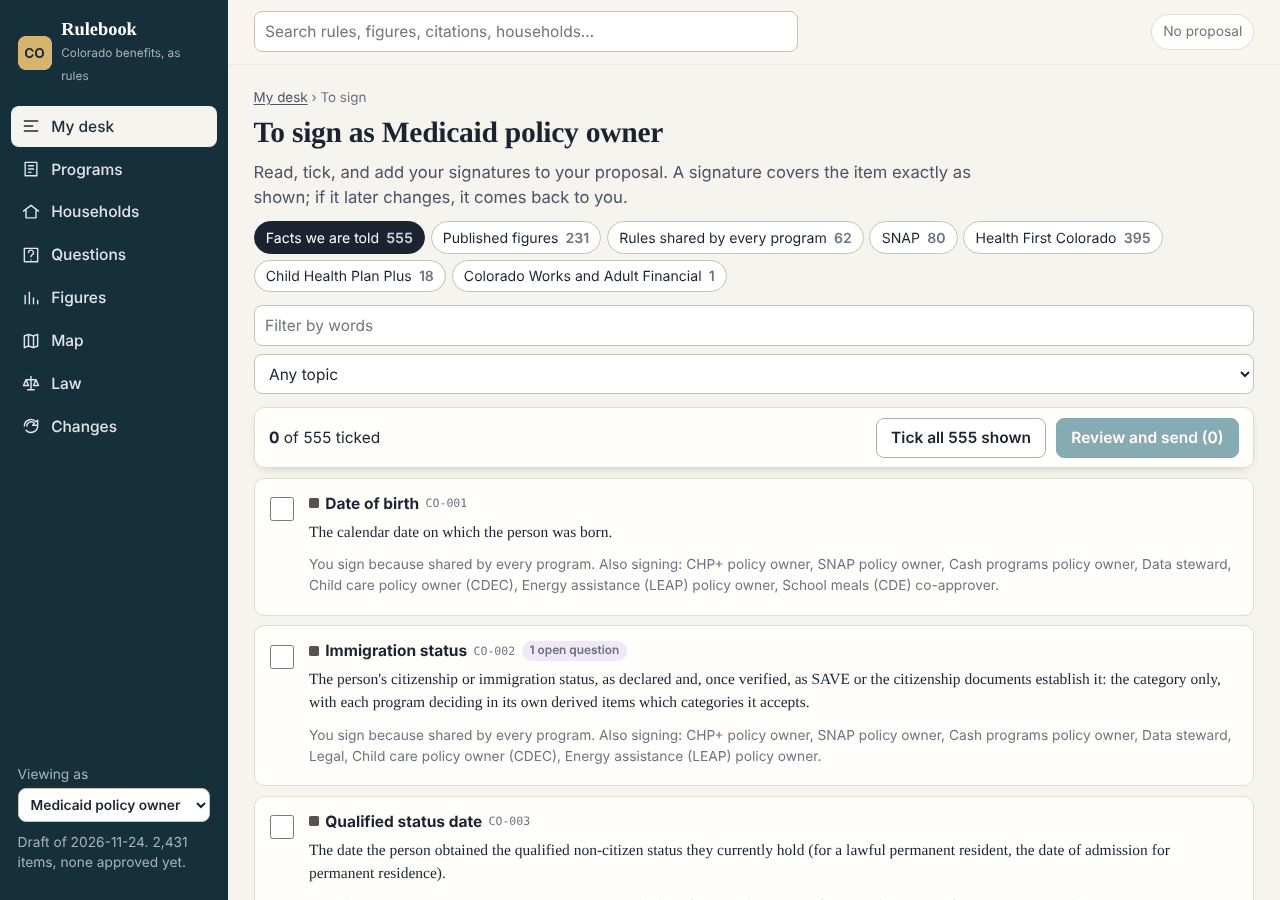 CO
Rulebook
Colorado benefits, as
rules
My desk
Programs
Households
Questions
Figures
Map
Law
Changes
Viewing as
Medicaid policy owner
Draft of 2026-11-24. 2,431
items, none approved yet.
Search rules, figures, citations, households…
No proposal
My desk › To sign
To sign as Medicaid policy owner
Read, tick, and add your signatures to your proposal. A signature covers the item exactly as
shown; if it later changes, it comes back to you.
Facts we are told 555
Published figures 231
Rules shared by every program 62
SNAP 80
Health First Colorado 395
Child Health Plan Plus 18
Colorado Works and Adult Financial 1
Filter by words
Any topic
0 of 555 ticked
Tick all 555 shown
Review and send (0)
Date of birth CO-001
The calendar date on which the person was born.
You sign because shared by every program. Also signing: CHP+ policy owner, SNAP policy owner, Cash programs policy owner, Data steward,
Child care policy owner (CDEC), Energy assistance (LEAP) policy owner, School meals (CDE) co-approver.
Immigration status CO-002 1 open question
The person's citizenship or immigration status, as declared and, once verified, as SAVE or the citizenship documents establish it: the category only,
with each program deciding in its own derived items which categories it accepts.
You sign because shared by every program. Also signing: CHP+ policy owner, SNAP policy owner, Cash programs policy owner, Data steward,
Legal, Child care policy owner (CDEC), Energy assistance (LEAP) policy owner.
Qualified status date CO-003
The date the person obtained the qualified non-citizen status they currently hold (for a lawful permanent resident, the date of admission for
permanent residence).